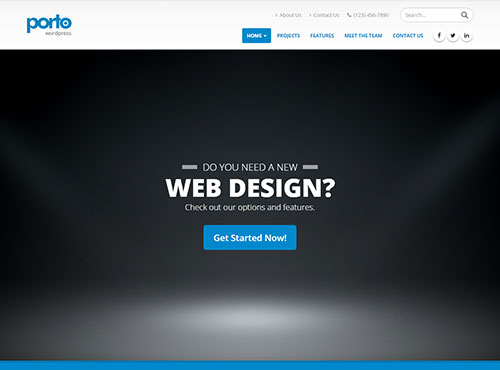 porto
wordpress
> About Us > Contact Us (123) 456-7890 Search...
HOME PROJECTS FEATURES MEET THE TEAM CONTACT US
DO YOU NEED A NEW
WEB DESIGN?
Check out our options and features.
Get Started Now!